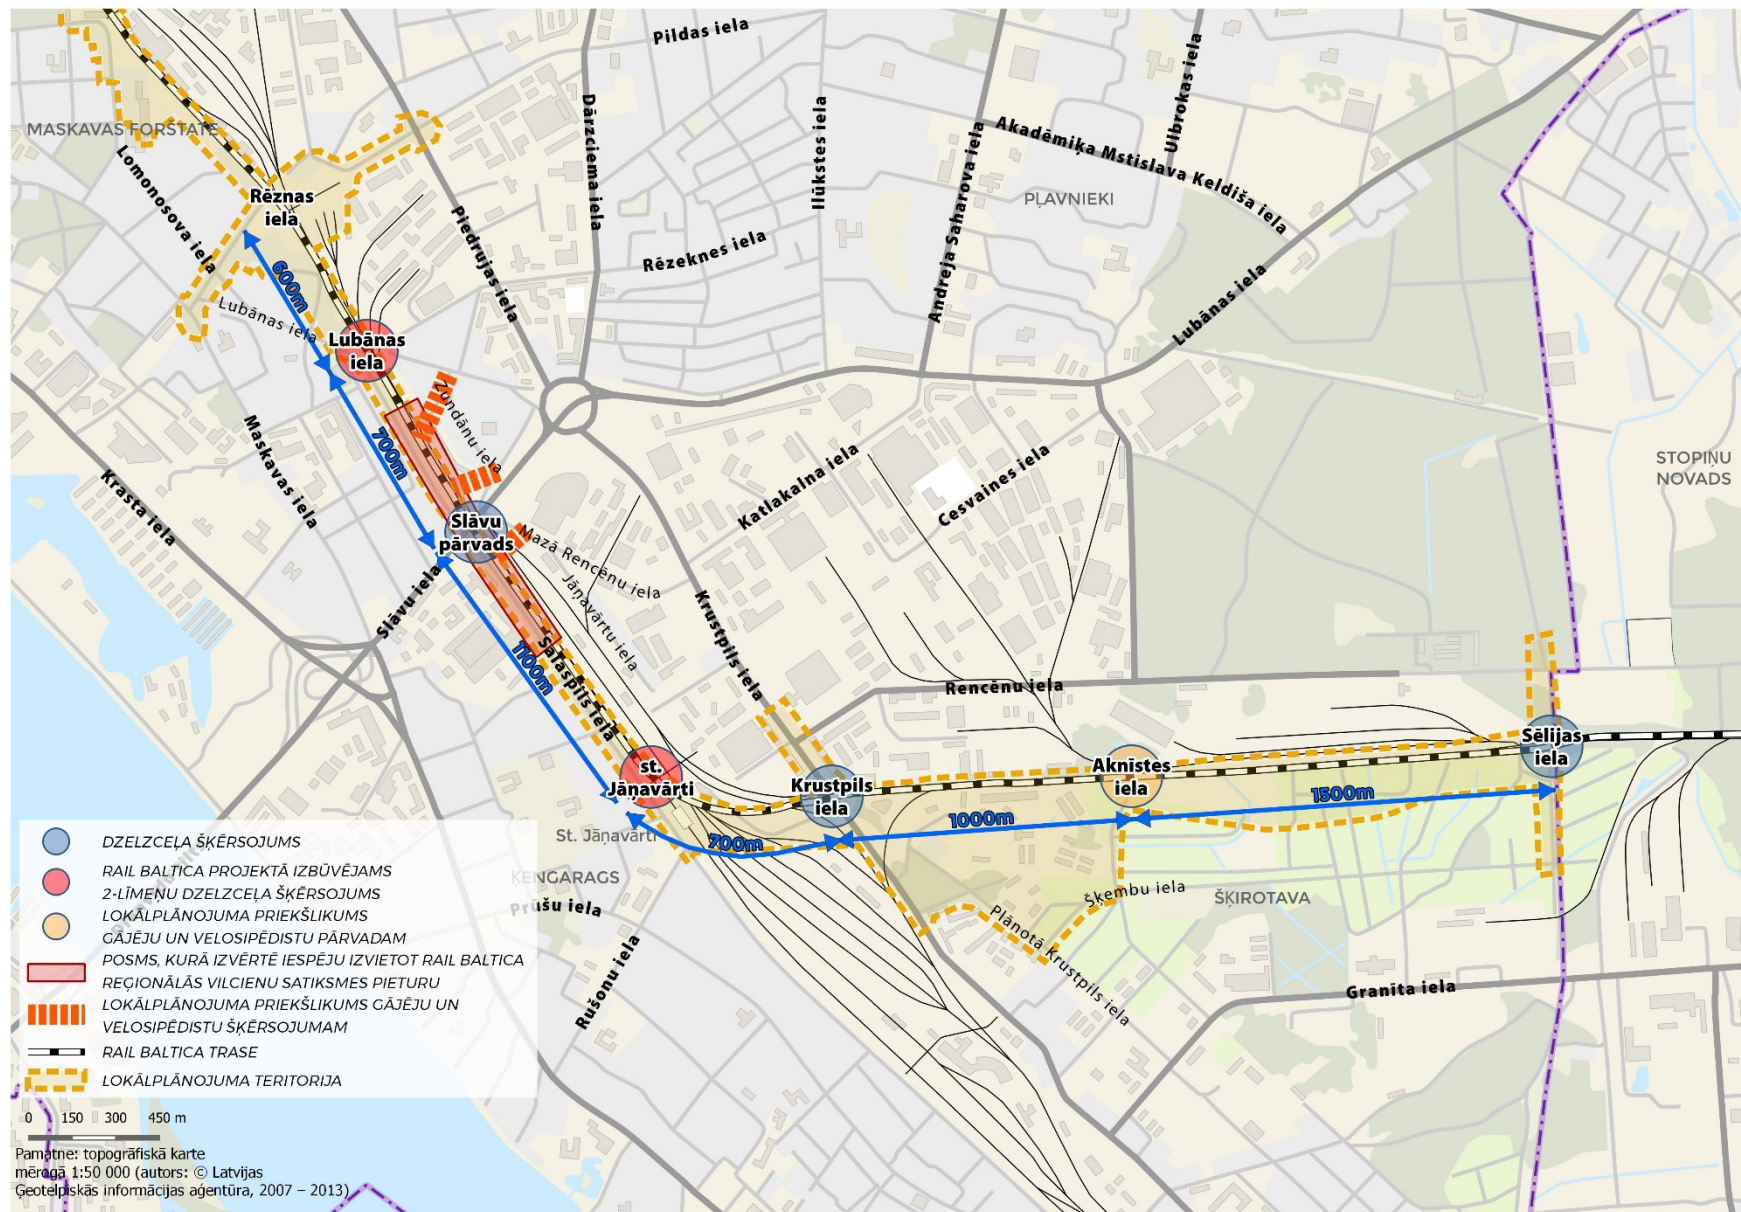 Pildas iela
Dārzciema iela
Ilūkstes iela
Andreja Saharova iela
Akadēmiķa Mstislava Keldiša iela
Ulbrokas iela
MASKAVAS FORŠTATE
Lomonosova iela
Rēznas
iela
Piedrujas iela
Rēzeknes iela
PĻAVNIEKI
Lubānas iela
600m
Lubānas iela
Lubānas
iela
Zundānu iela
700m
Maskavas iela
Krasta iela
Slāvu
pārvads
Mazā Rencēnu iela
Jāņavārtu iela
Slāvu iela
Katlakalna iela
Cesvaines iela
STOPIŅU
NOVADS
Krustpils iela
1100m
Salaspils iela
Rencēnu iela
st.
Jāņavārti
Krustpils
iela
Aknīstes
iela
Sēlijas
iela
St. Jāņavārti
700m
1000m
1500m
ĶENGARAGS
Prūšu iela
Rušonu iela
Plānotā Krustpils iela
Šķembu iela
ŠĶIROTAVA
Granīta iela
DZELZCEĻA ŠĶĒRSOJUMS
RAIL BALTICA PROJEKTĀ IZBŪVĒJAMS
2-LĪMEŅU DZELZCEĻA ŠĶĒRSOJUMS
LOKĀLPLĀNOJUMA PRIEKŠLIKUMS
GĀJĒJU UN VELOSIPĒDISTU PĀRVADAM
POSMS, KURĀ IZVĒRTĒ IESPĒJU IZVIETOT RAIL BALTICA
REĢIONĀLĀS VILCIENU SATIKSMES PIETURU
LOKĀLPLĀNOJUMA PRIEKŠLIKUMS GĀJĒJU UN
VELOSIPĒDISTU ŠĶĒRSOJUMAM
RAIL BALTICA TRASE
LOKĀLPLĀNOJUMA TERITORIJA
0 150 300 450 m
Pamatne: topogrāfiskā karte
mērogā 1:50 000 (autors: © Latvijas
Ģeotelpiskās informācijas aģentūra, 2007 – 2013)